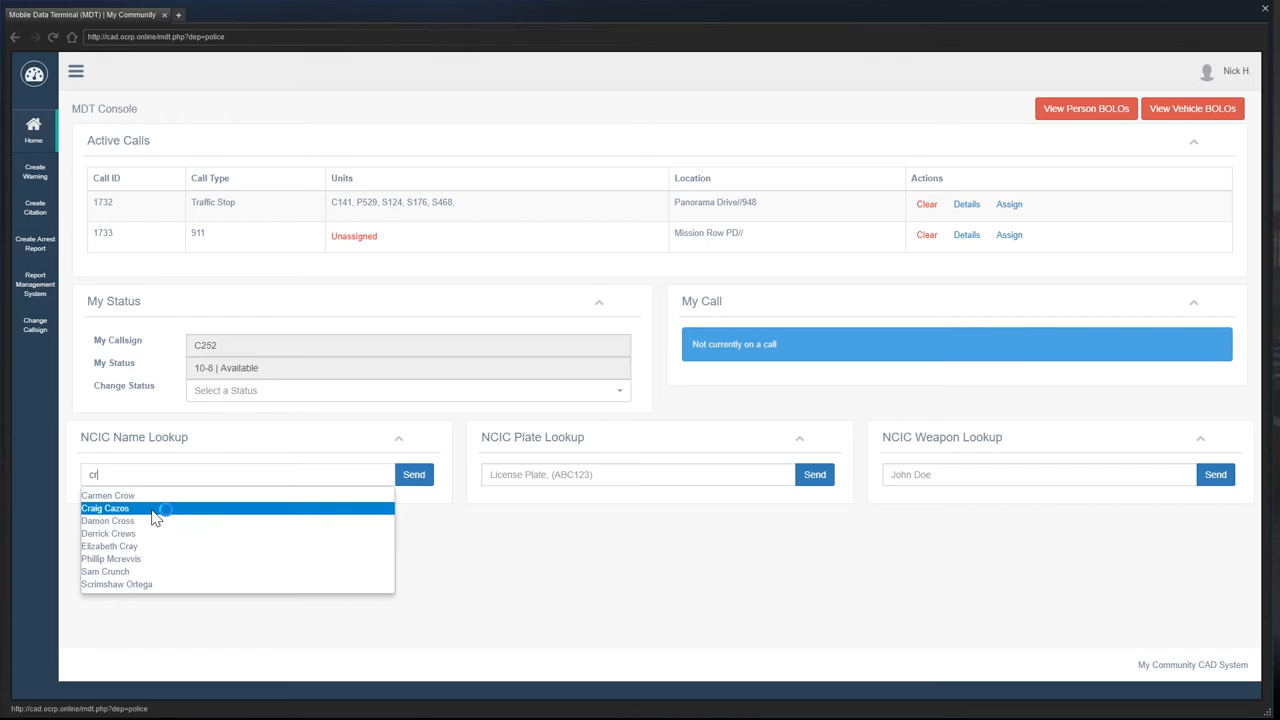 Mobile Data Terminal (MDT) | My Community × +
http://cad.ocrp.online/mdt.php?dep=police
Nick H.
MDT Console
View Person BOLOs
View Vehicle BOLOs
Home
Create
Warning
Create
Citation
Create Arrest
Report
Report
Management
System
Change
Callsign
Active Calls
Call ID Call Type Units Location Actions
1732 Traffic Stop C141, P529, S124, S176, S468, Panorama Drive//948 Clear Details Assign
1733 911 Unassigned Mission Row PD// Clear Details Assign
My Status
My Callsign C252
My Status 10-8 | Available
Change Status Select a Status
My Call
Not currently on a call
NCIC Name Lookup
cr Send
Carmen Crow
Craig Cazos
Damon Cross
Derrick Crews
Elizabeth Cray
Phillip Mcrevvis
Sam Crunch
Scrimshaw Ortega
NCIC Plate Lookup
License Plate, (ABC123) Send
NCIC Weapon Lookup
John Doe Send
My Community CAD System
http://cad.ocrp.online/mdt.php?dep=police